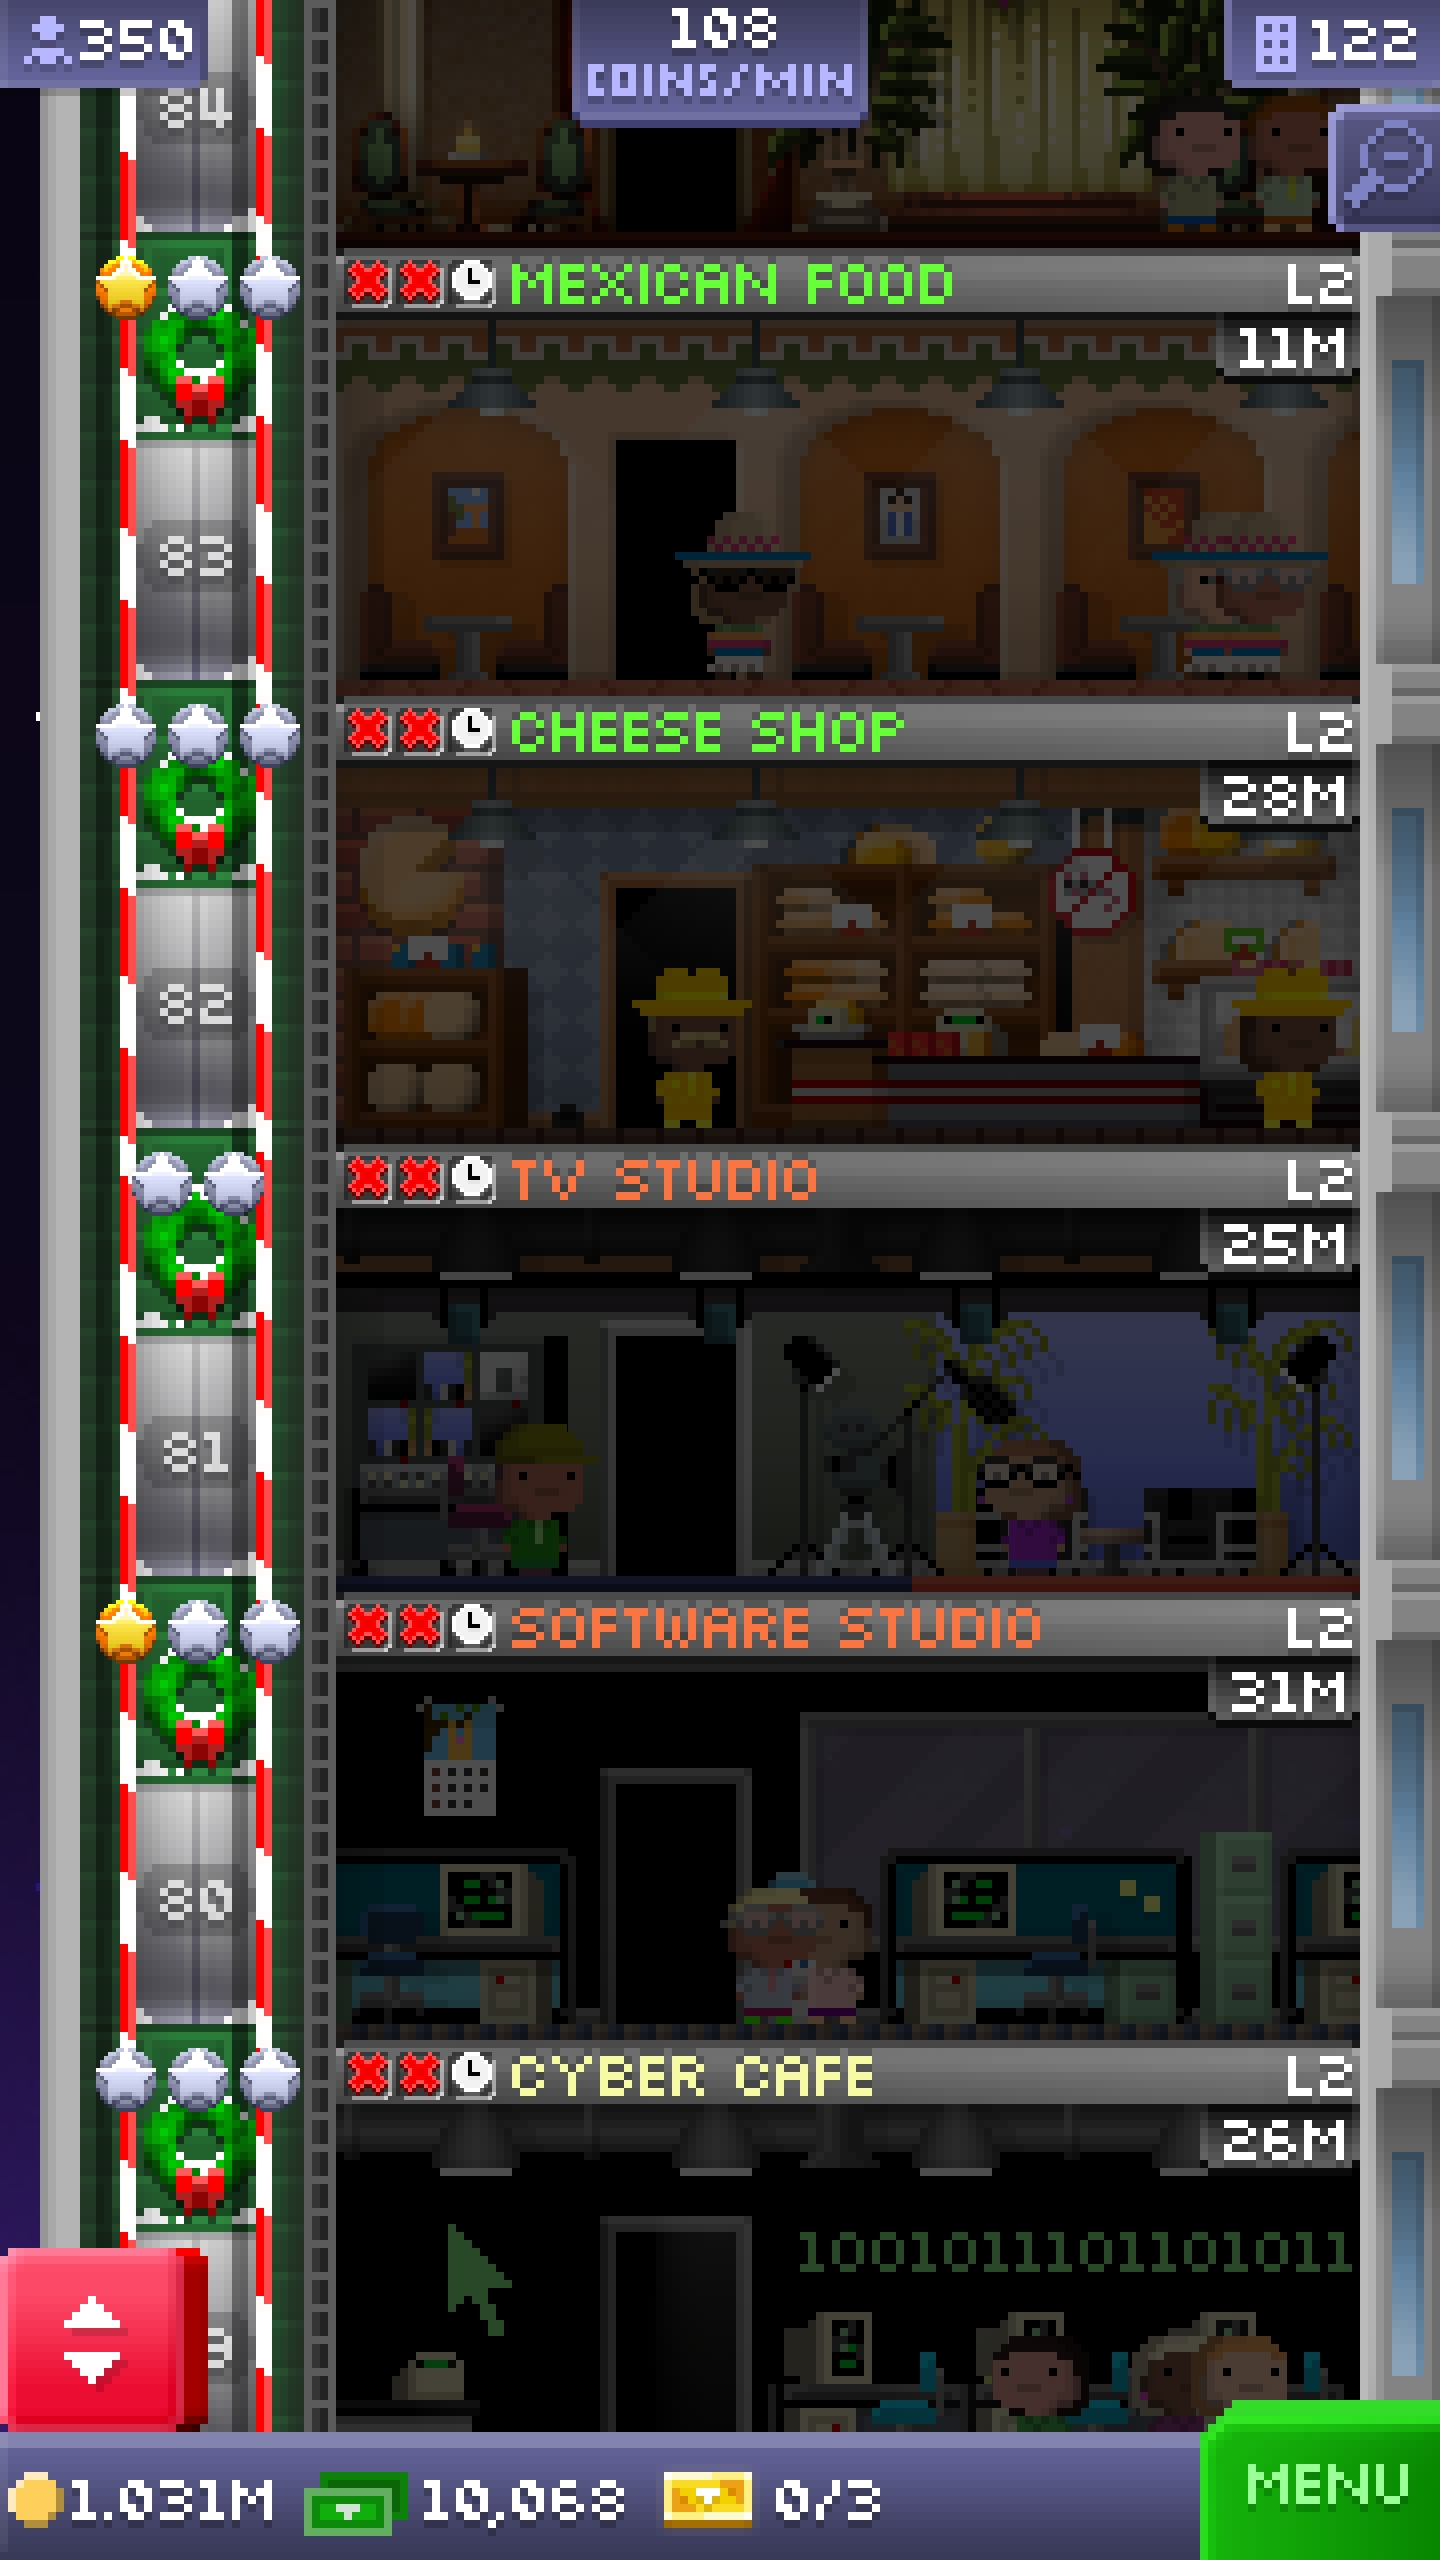 350
108
COINS/MIN
122
84
MEXICAN FOOD L2
11M
83
CHEESE SHOP L2
28M
82
TV STUDIO L2
25M
81
SOFTWARE STUDIO L2
31M
80
CYBER CAFE L2
26M
1001011101101011
1.031M 10,068 0/3 MENU